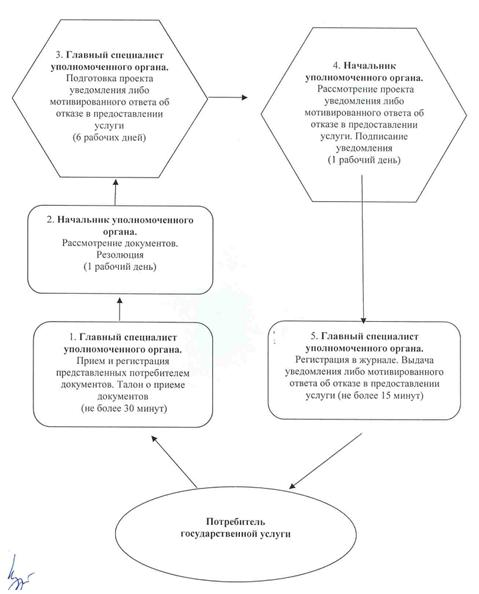 3. Главный специалист
уполномоченного органа.
Подготовка проекта
уведомления либо
мотивированного ответа об
отказе в предоставлении
услуги
(6 рабочих дней)
4. Начальник
уполномоченного органа.
Рассмотрение проекта
уведомления либо
мотивированного ответа об
отказе в предоставлении
услуги. Подписание
уведомления
(1 рабочий день)
2. Начальник уполномоченного
органа.
Рассмотрение документов.
Резолюция
(1 рабочий день)
1. Главный специалист
уполномоченного органа.
Прием и регистрация
представленных потребителем
документов. Талон о приеме
документов
(не более 30 минут)
5. Главный специалист
уполномоченного органа.
Регистрация в журнале. Выдача
уведомления либо мотивированного
ответа об отказе в предоставлении
услуги (не более 15 минут)
Потребитель
государственной услуги